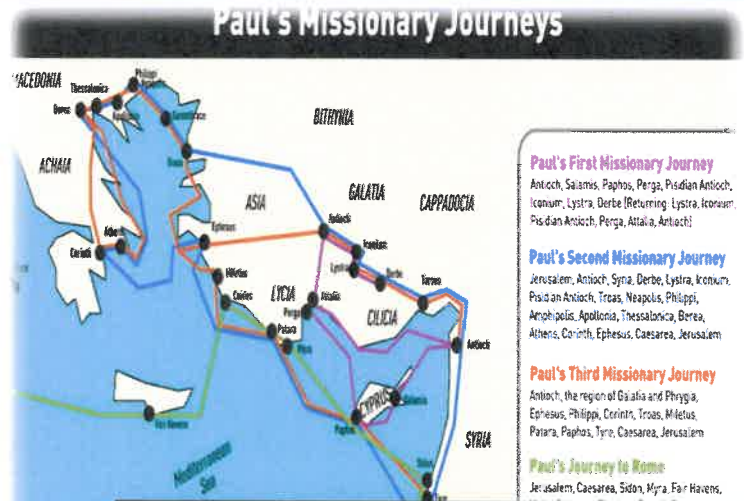 Paul's Missionary Journeys
MACEDONIA
Philippi
Thessalonica
Berea
BITHYNIA
ACHAIA
ASIA
GALATIA
CAPPADOCIA
Antioch
Iconium
Ephesus
Corinth
Lystra
Derbe
Tarsus
Miletus
Cnidus
LYCIA
Attalia
Perga
CILICIA
Patara
Myra
Antioch
CYPRUS
Salamis
Paphos
Fair Havens
SYRIA
Mediterranean
Sea
Sidon
Tyre
Paul's First Missionary Journey
Antioch, Salamis, Paphos, Perga, Pisidian Antioch,
Iconium, Lystra, Derbe [Returning: Lystra, Iconium,
Pisidian Antioch, Perga, Attalia, Antioch]
Paul's Second Missionary Journey
Jerusalem, Antioch, Syria, Derbe, Lystra, Iconium,
Pisidian Antioch, Troas, Neapolis, Philippi,
Amphipolis, Apollonia, Thessalonica, Berea,
Athens, Corinth, Ephesus, Caesarea, Jerusalem
Paul's Third Missionary Journey
Antioch, the region of Galatia and Phrygia,
Ephesus, Philippi, Corinth, Troas, Miletus,
Patara, Paphos, Tyre, Caesarea, Jerusalem
Paul's Journey to Rome
Jerusalem, Caesarea, Sidon, Myra, Fair Havens,